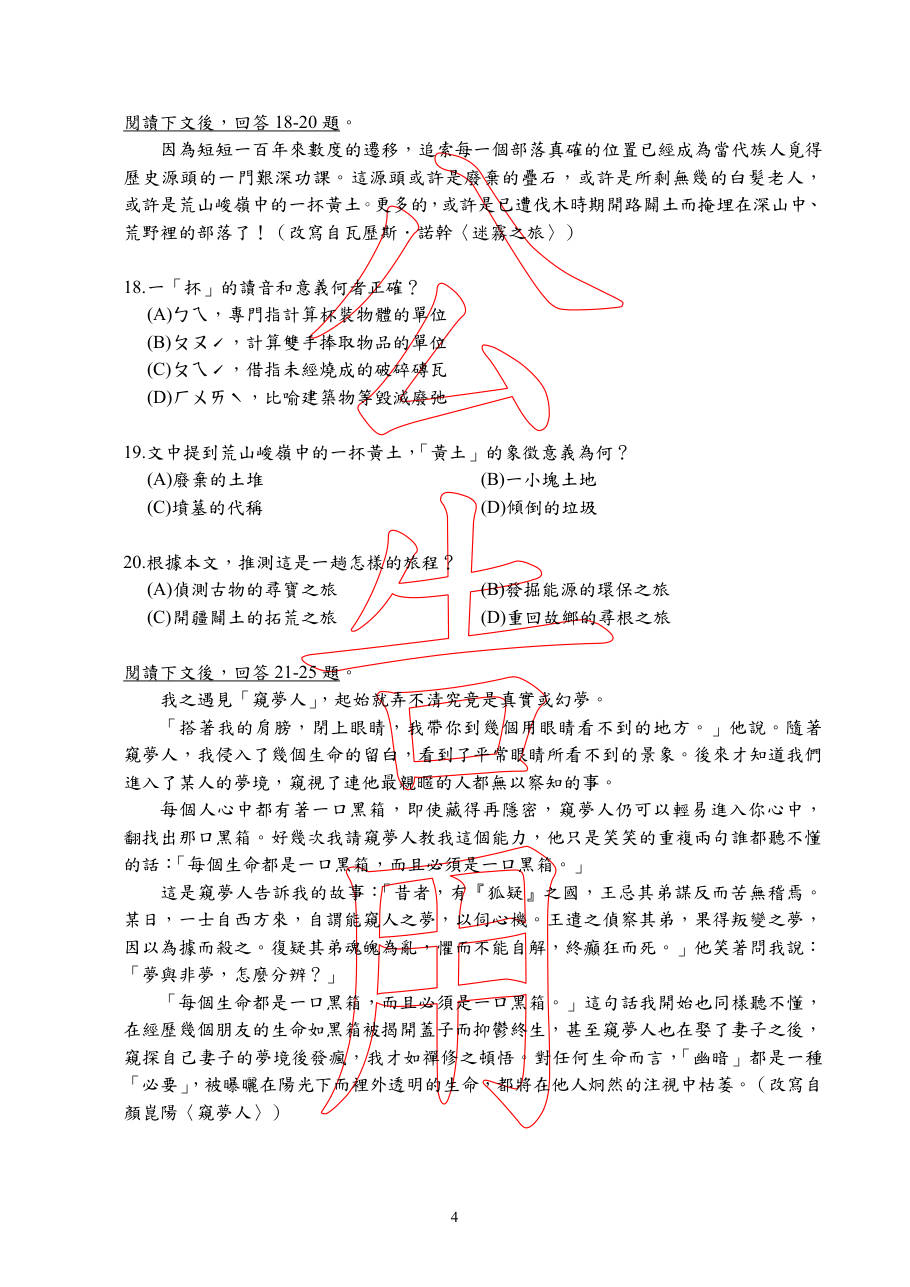 閱讀下文後，回答 18-20 題。
因為短短一百年來數度的遷移，追索每一個部落真確的位置已經成為當代族人覓得
歷史源頭的一門艱深功課。這源頭或許是廢棄的疊石，或許是所剩無幾的白髮老人，
或許是荒山峻嶺中的一抔黃土。更多的，或許是已遭伐木時期開路闢土而掩埋在深山中、
荒野裡的部落了！（改寫自瓦歷斯．諾幹〈迷霧之旅〉）
18.一「抔」的讀音和意義何者正確？
(A)ㄅㄟ，專門指計算杯裝物體的單位
(B)ㄆㄡˊ，計算雙手捧取物品的單位
(C)ㄆㄟˊ，借指未經燒成的破碎磚瓦
(D)ㄏㄨㄞˋ，比喻建築物等毀滅廢弛
19.文中提到荒山峻嶺中的一抔黃土，「黃土」的象徵意義為何？
(A)廢棄的土堆 (B)一小塊土地
(C)墳墓的代稱 (D)傾倒的垃圾
20.根據本文，推測這是一趟怎樣的旅程？
(A)偵測古物的尋寶之旅 (B)發掘能源的環保之旅
(C)開疆闢土的拓荒之旅 (D)重回故鄉的尋根之旅
閱讀下文後，回答 21-25 題。
我之遇見「窺夢人」，起始就弄不清究竟是真實或幻夢。
「搭著我的肩膀，閉上眼睛，我帶你到幾個用眼睛看不到的地方。」他說。隨著
窺夢人，我侵入了幾個生命的留白，看到了平常眼睛所看不到的景象。後來才知道我們
進入了某人的夢境，窺視了連他最親暱的人都無以察知的事。
每個人心中都有著一口黑箱，即使藏得再隱密，窺夢人仍可以輕易進入你心中，
翻找出那口黑箱。好幾次我請窺夢人教我這個能力，他只是笑笑的重複兩句誰都聽不懂
的話：「每個生命都是一口黑箱，而且必須是一口黑箱。」
這是窺夢人告訴我的故事：「昔者，有『狐疑』之國，王忌其弟謀反而苦無稽焉。
某日，一士自西方來，自謂能窺人之夢，以伺心機。王遣之偵察其弟，果得叛變之夢，
因以為據而殺之。復疑其弟魂魄為亂，懼而不能自解，終癲狂而死。」他笑著問我說：
「夢與非夢，怎麼分辨？」
「每個生命都是一口黑箱，而且必須是一口黑箱。」這句話我開始也同樣聽不懂，
在經歷幾個朋友的生命如黑箱被揭開蓋子而抑鬱終生，甚至窺夢人也在娶了妻子之後，
窺探自己妻子的夢境後發瘋，我才如禪修之頓悟。對任何生命而言，「幽暗」都是一種
「必要」，被曝曬在陽光下而裡外透明的生命，都將在他人炯然的注視中枯萎。（改寫自
顏崑陽〈窺夢人〉）
公告用
4